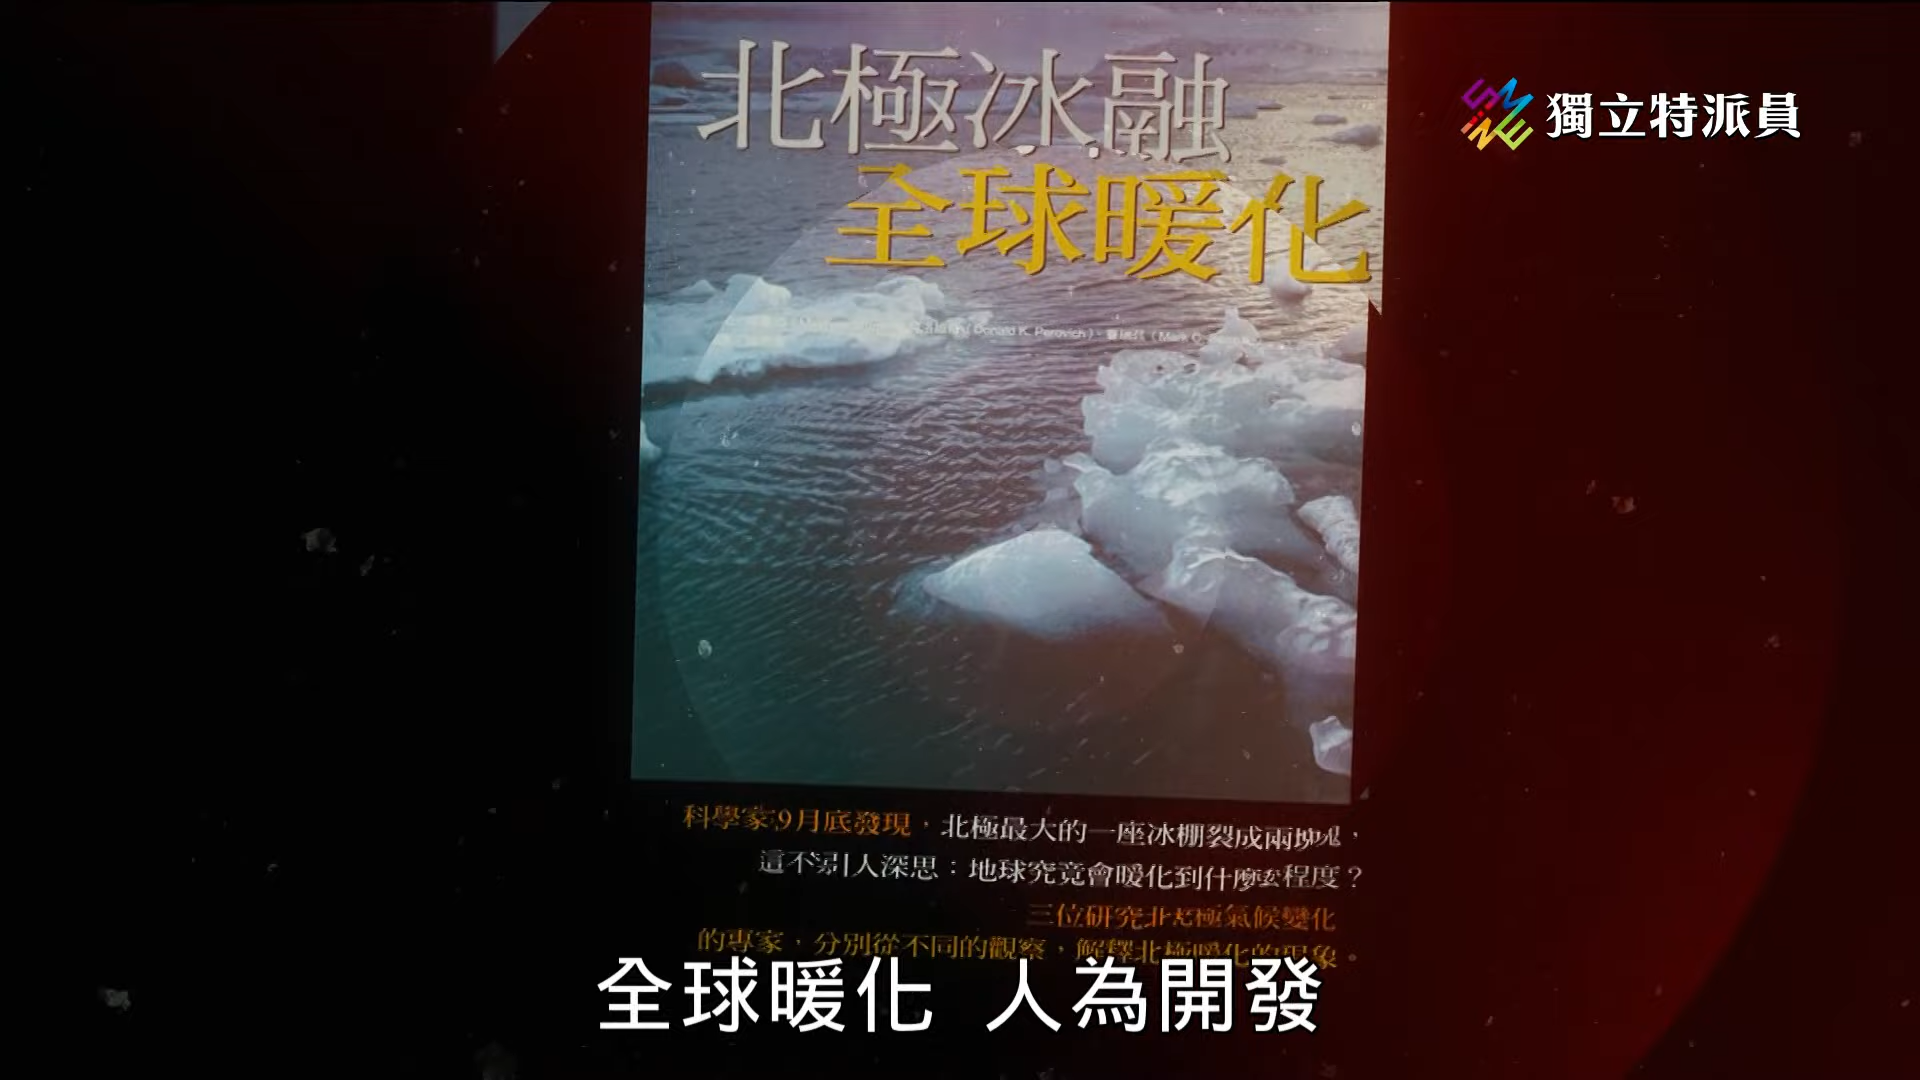 北極冰融
全球暖化
獨立特派員
(Donald K. Perovich)、
科學家9月底發現，北極最大的一座冰棚裂成兩塊，
這不禁引人深思：地球究竟會暖化到什麼程度？
三位研究北極氣候變化
的專家，分別從不同的觀察，解釋北極暖化的現象。
全球暖化 人為開發